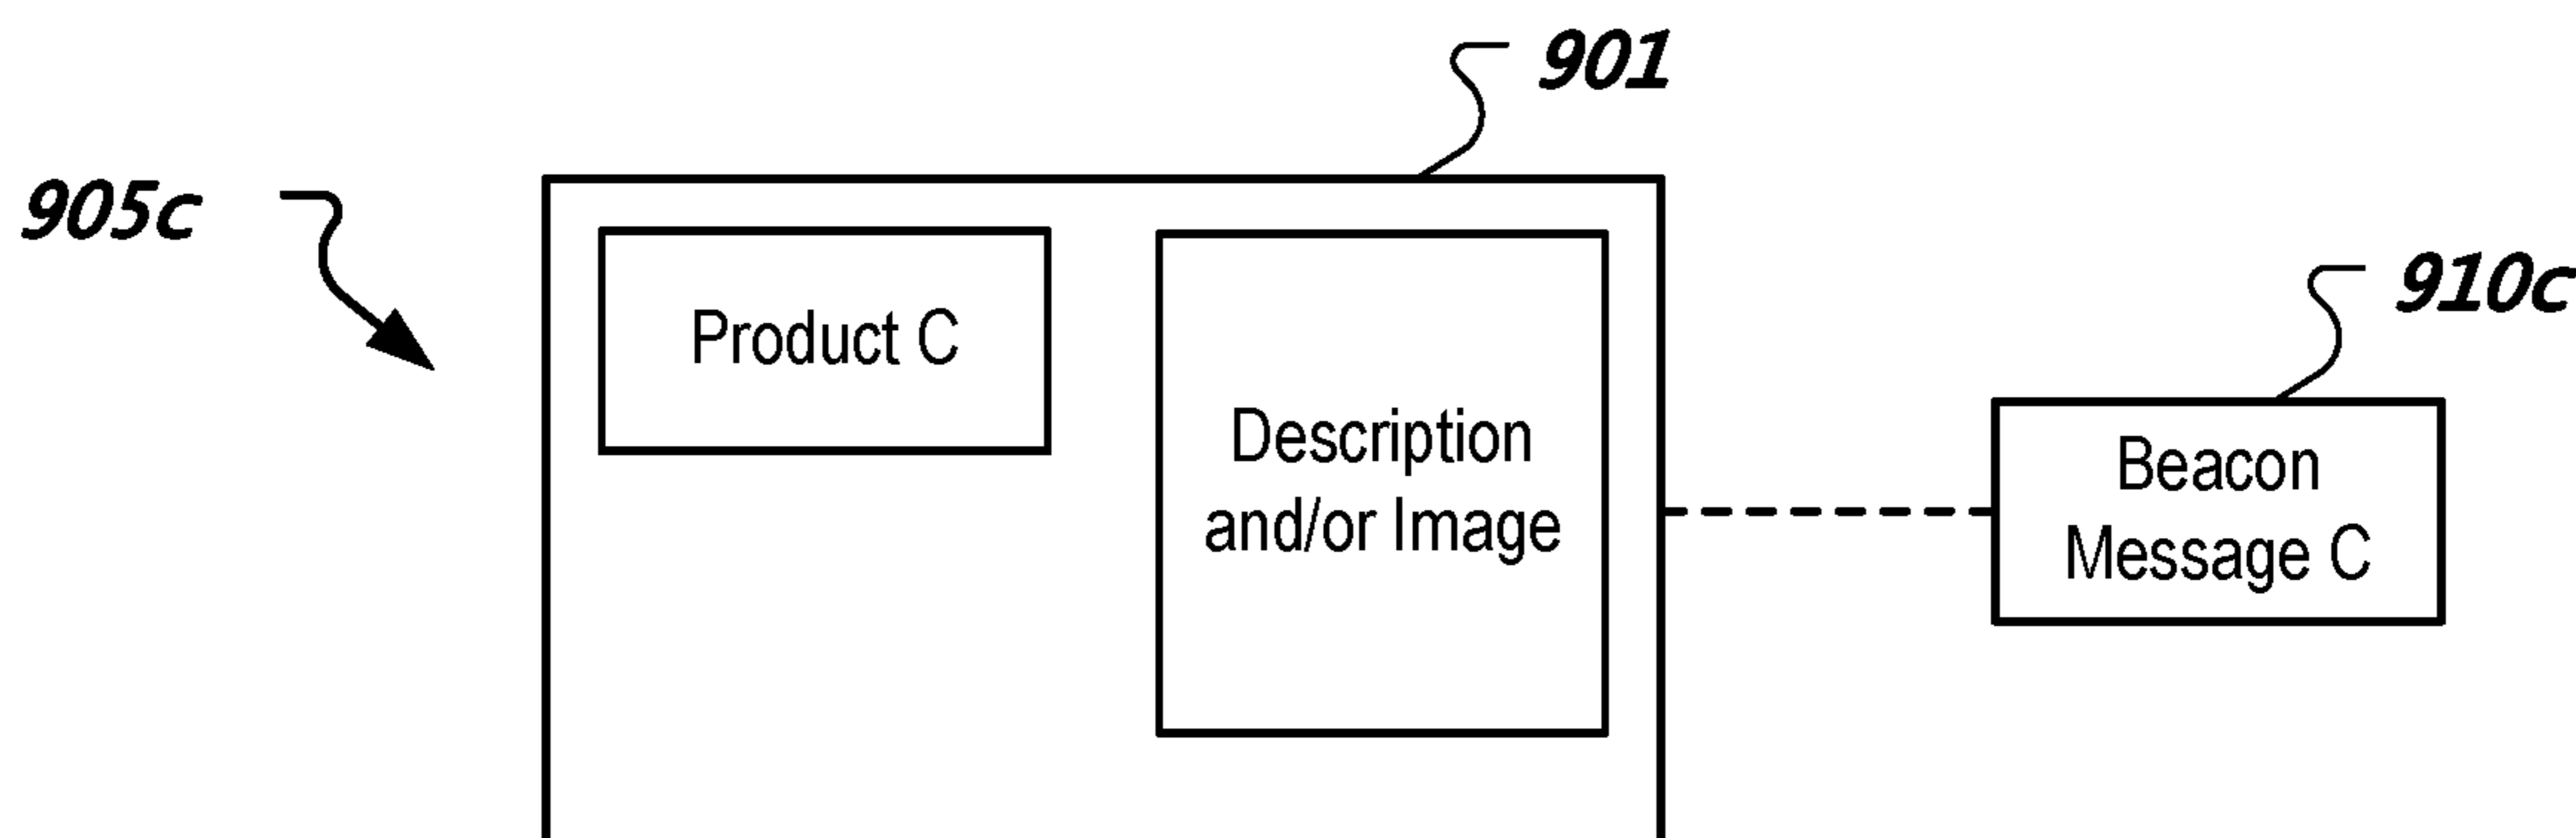 901
905c
910c
Product C
Description
and/or Image
Beacon
Message C